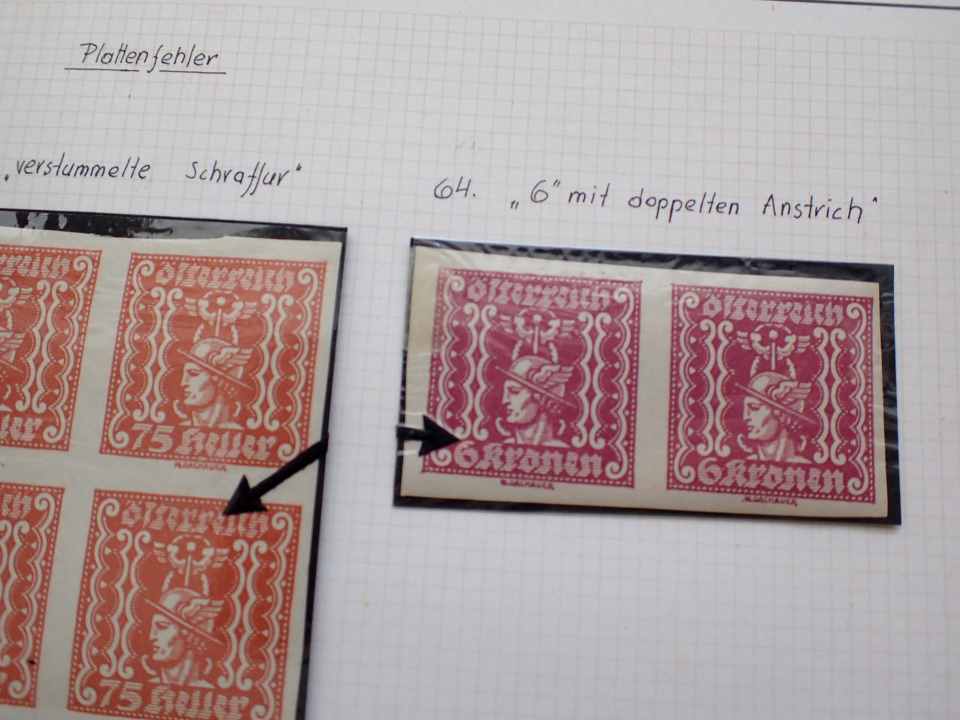 Plattenfehler
„verstummelte Schraffur"
64. „6" mit doppelten Anstrich"
Österreich
75 Heller
Österreich
75 Heller
Österreich
6 Kronen
Österreich
6 Kronen